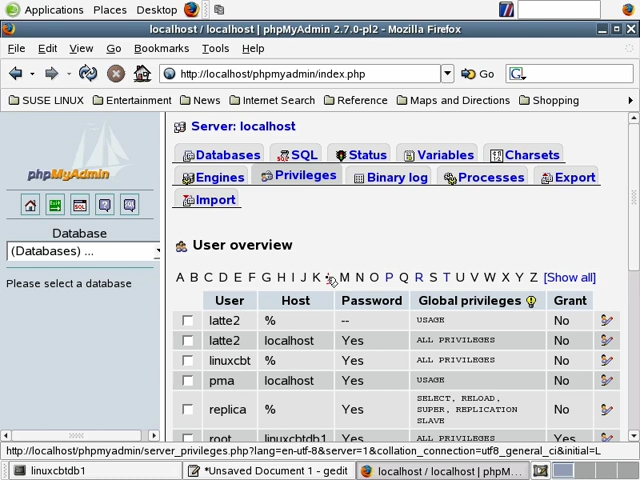 Applications Places Desktop
localhost / localhost | phpMyAdmin 2.7.0-pl2 - Mozilla Firefox
File Edit View Go Bookmarks Tools Help
http://localhost/phpmyadmin/index.php Go G
SUSE LINUX Entertainment News Internet Search Reference Maps and Directions Shopping
phpMyAdmin
Database
(Databases) ...
Please select a database
Server: localhost
Databases SQL Status Variables Charsets
Engines Privileges Binary log Processes Export
Import
User overview
A B C D E F G H I J K M N O P Q R S T U V W X Y Z [Show all]
User Host Password Global privileges Grant
latte2 % -- USAGE No
latte2 localhost Yes ALL PRIVILEGES No
linuxcbt % Yes ALL PRIVILEGES No
pma localhost Yes USAGE No
replica % Yes SELECT, RELOAD, SUPER, REPLICATION SLAVE No
root linuxcbtdb1 Yes ALL PRIVILEGES Yes
http://localhost/phpmyadmin/server_privileges.php?lang=en-utf-8&server=1&collation_connection=utf8_general_ci&initial=L
linuxcbtdb1 *Unsaved Document 1 - gedit localhost / localhost | phpM...